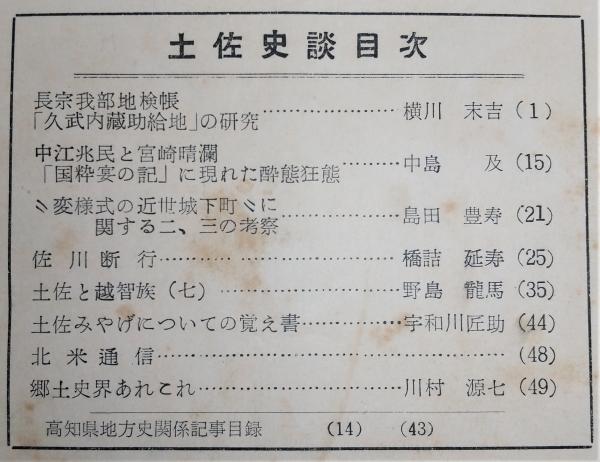 土佐史談目次
長宗我部地検帳
「久武内蔵助給地」の研究…………………横川 末吉(1)
中江兆民と宮崎晴瀾
「国粋宴の記」に現れた酔態狂態………中島 及(15)
〃変様式の近世城下町〃に
関する二、三の考察………………島田 豊寿(21)
佐川断行………………………………橋詰 延寿(25)
土佐と越智族(七)……………………野島 龍馬(35)
土佐みやげについての覚え書……………宇和川匠助(44)
北米通信………………………………………………(48)
郷土史界あれこれ……………………………川村 源七(49)
高知県地方史関係記事目録 (14) (43)